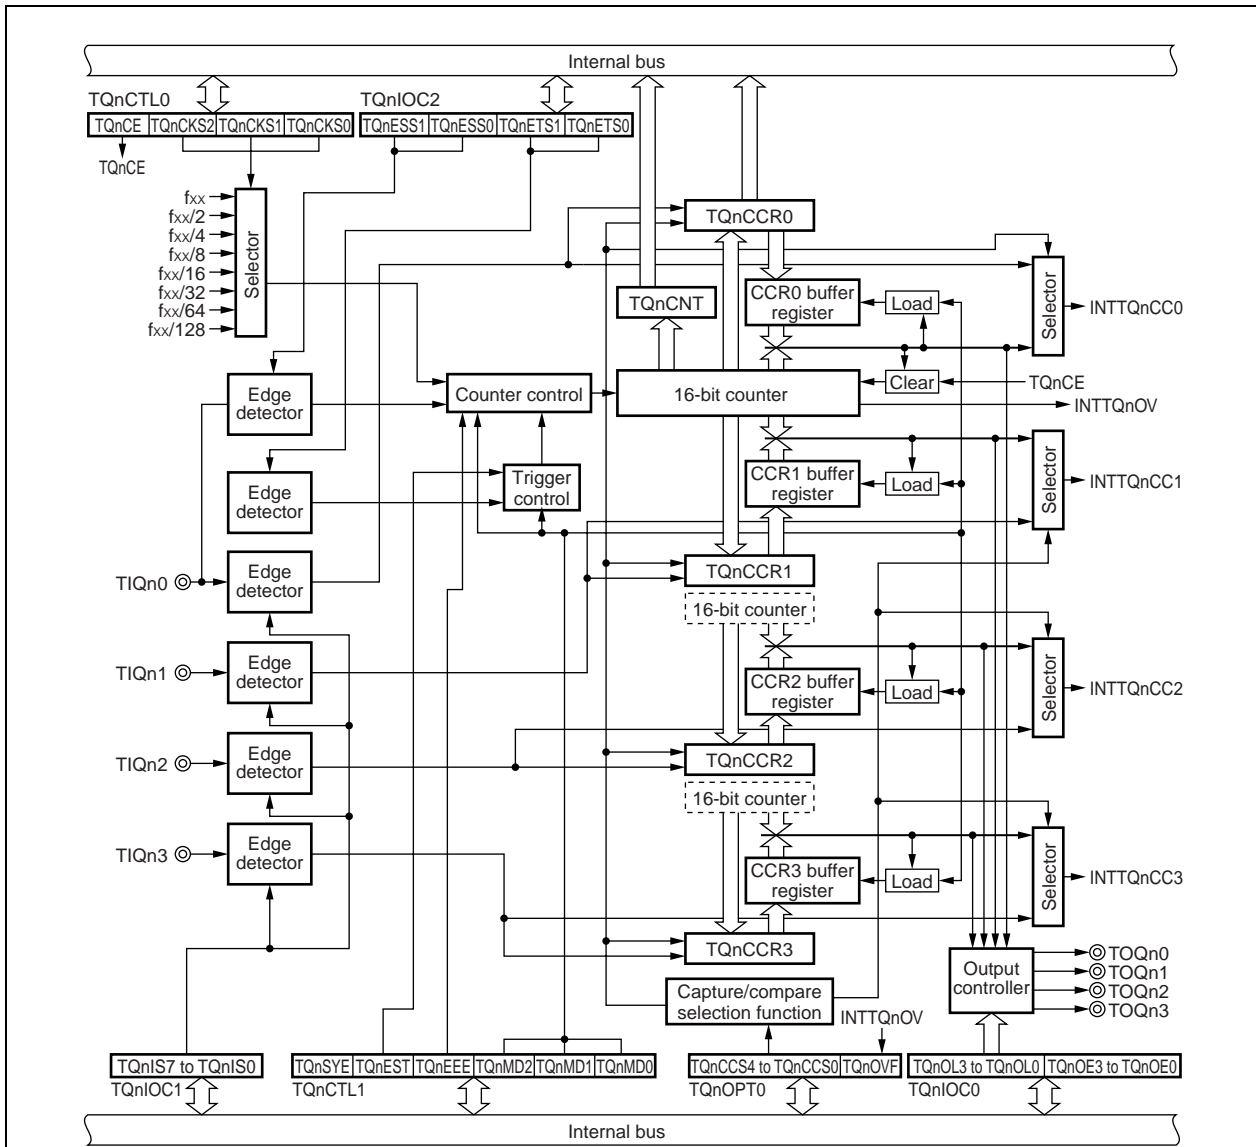 Internal bus
TQnCTL0
TQnIOC2
TQnCE TQnCKS2 TQnCKS1 TQnCKS0
TQnESS1 TQnESS0 TQnETS1 TQnETS0
TQnCE
fxx
fxx/2
fxx/4
fxx/8
fxx/16
fxx/32
fxx/64
fxx/128
Selector
TQnCCR0
TQnCNT
CCR0 buffer
register
Load
Selector
INTTQnCC0
Edge
detector
Counter control
16-bit counter
Clear
TQnCE
INTTQnOV
Edge
detector
Trigger
control
CCR1 buffer
register
Load
Selector
INTTQnCC1
TIQn0
Edge
detector
TQnCCR1
16-bit counter
TIQn1
Edge
detector
CCR2 buffer
register
Load
Selector
INTTQnCC2
TIQn2
Edge
detector
TQnCCR2
16-bit counter
TIQn3
Edge
detector
CCR3 buffer
register
Load
Selector
INTTQnCC3
TQnCCR3
Capture/compare
selection function
INTTQnOV
Output
controller
TOQn0
TOQn1
TOQn2
TOQn3
TQnIS7 to TQnIS0
TQnIOC1
TQnSYE TQnEST TQnEEE TQnMD2 TQnMD1 TQnMD0
TQnCTL1
TQnCCS4 to TQnCCS0 TQnOVF
TQnOPT0
TQnOL3 to TQnOL0 TQnOE3 to TQnOE0
TQnIOC0
Internal bus